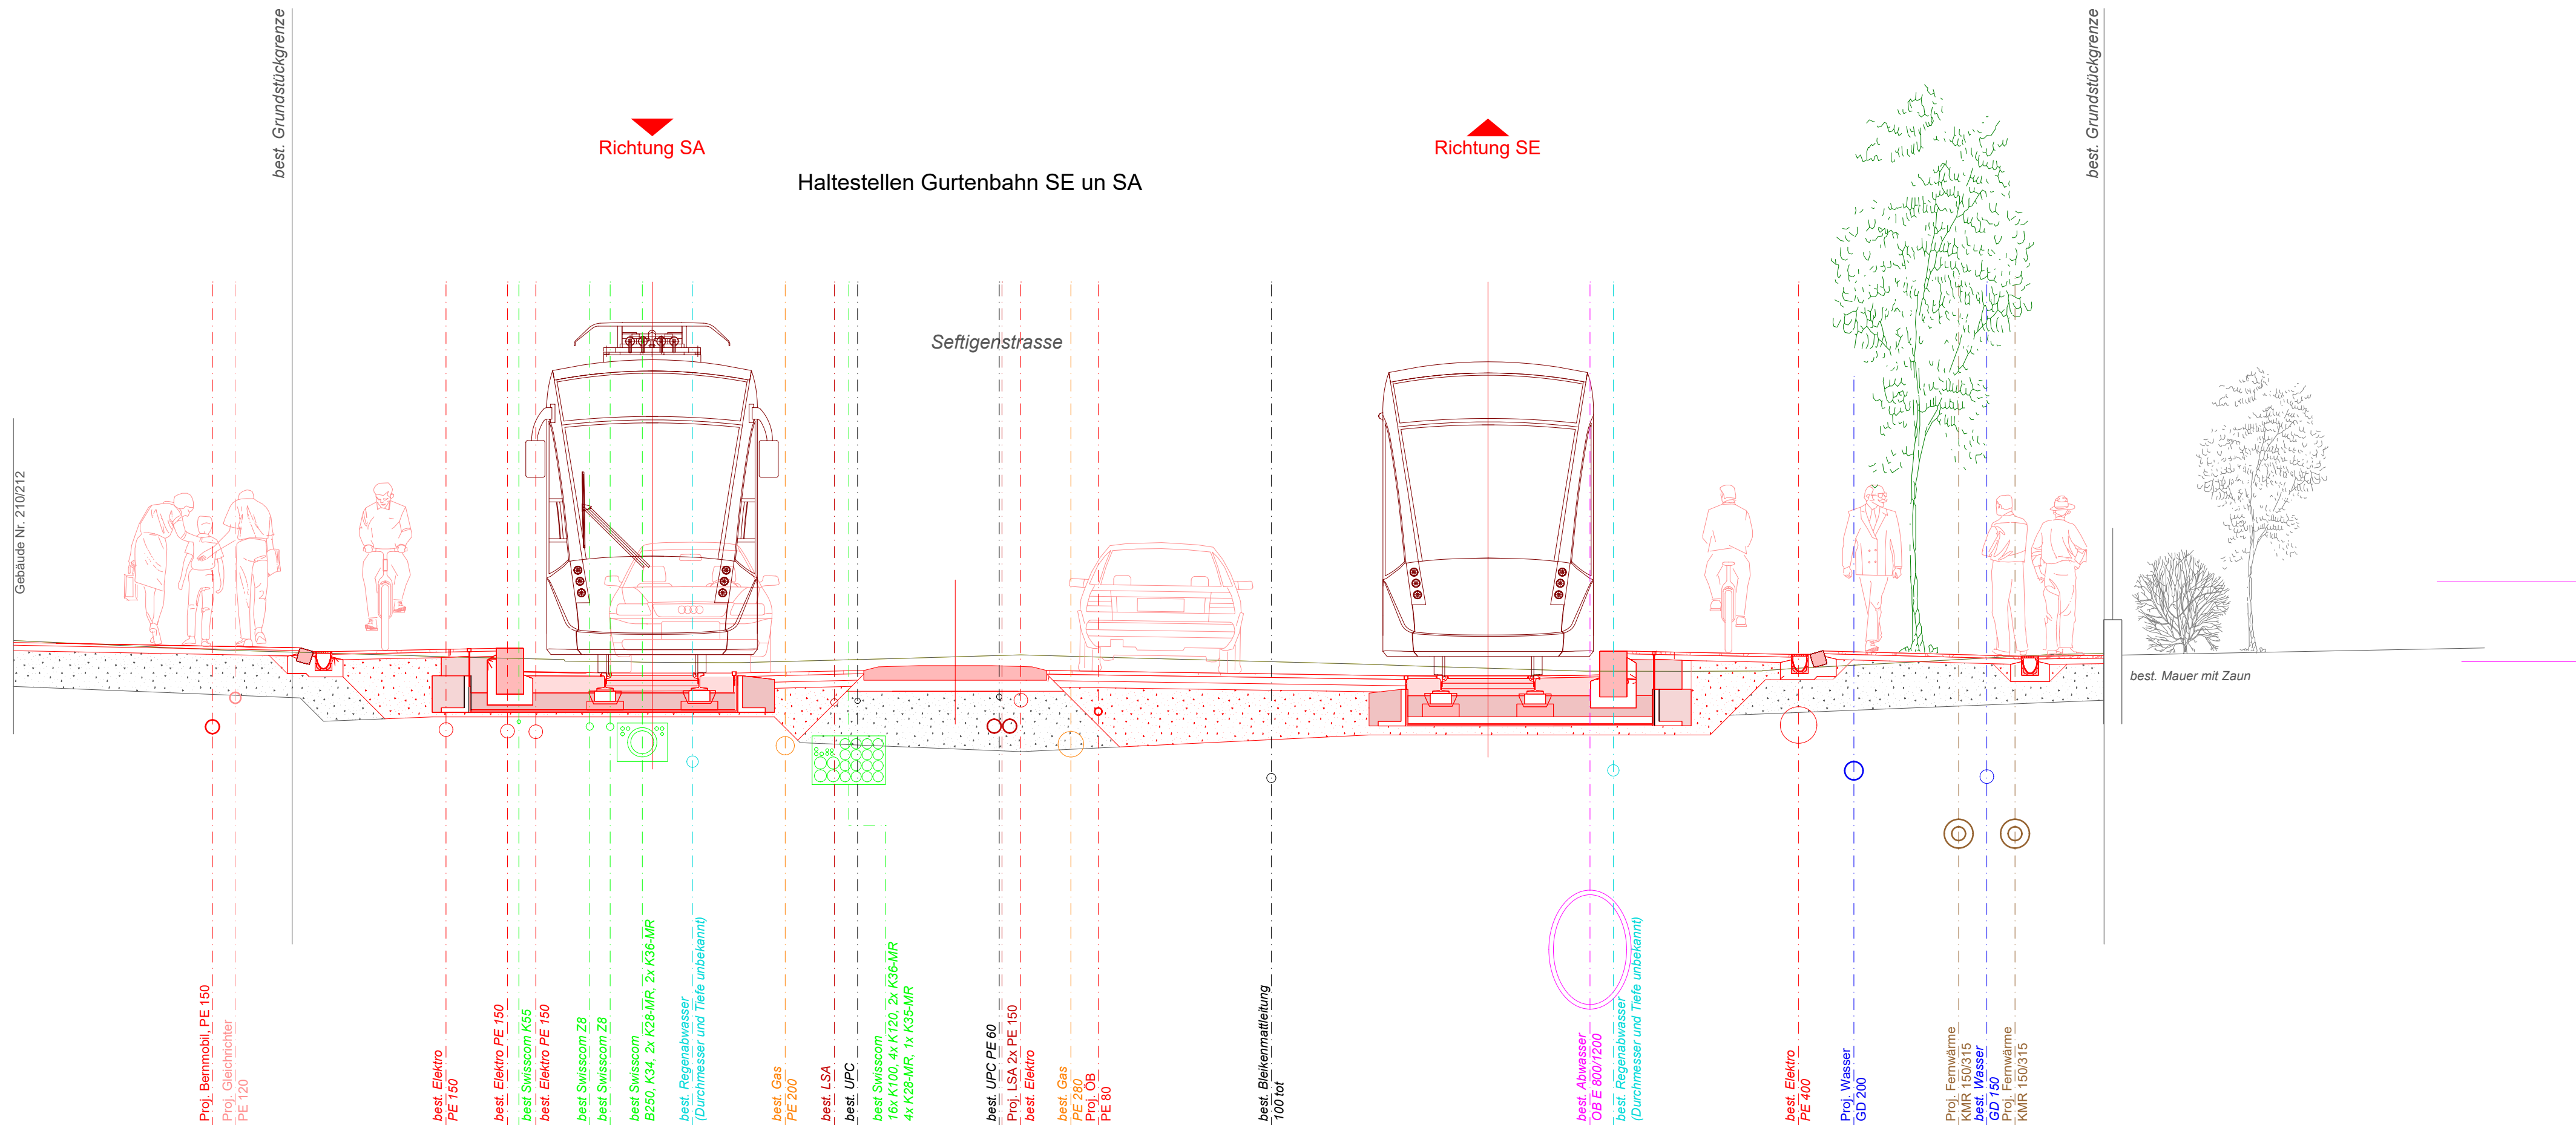 best. Grundstückgrenze
best. Grundstückgrenze
Richtung SA
Richtung SE
Haltestellen Gurtenbahn SE un SA
Seftigenstrasse
Gebäude Nr. 210/212
best. Mauer mit Zaun
Proj. Bernmobil, PE 150
Proj. Gleichrichter
PE 120
best. Elektro
PE 150
best. Elektro PE 150
best Swisscom K55
best. Elektro PE 150
best Swisscom Z8
best Swisscom Z8
best Swisscom
B250, K34, 2x K28-MR, 2x K36-MR
best. Regenabwasser
(Durchmesser und Tiefe unbekannt)
best. Gas
PE 200
best. LSA
best. UPC
best Swisscom
16x K100, 4x K120, 2x K36-MR
4x K28-MR, 1x K35-MR
best. UPC PE 60
Proj. LSA 2x PE 150
best. Elektro
best. Gas
PE 280
Proj. ÖB
PE 80
best. Bleikenmattleitung
100 tot
best. Abwasser
OB E 800/1200
best. Regenabwasser
(Durchmesser und Tiefe unbekannt)
best. Elektro
PE 400
Proj. Wasser
GD 200
Proj. Fernwärme
KMR 150/315
best. Wasser
GD 150
Proj. Fernwärme
KMR 150/315